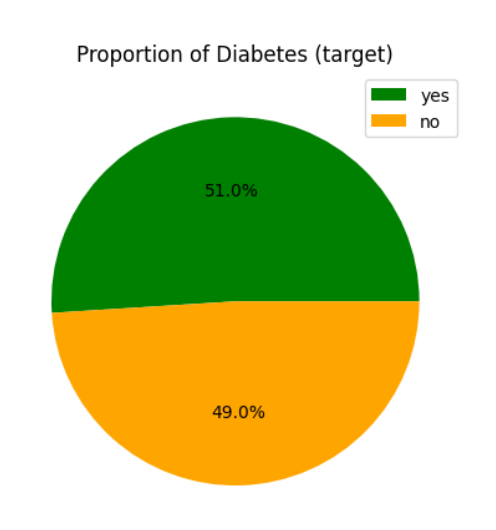 Proportion of Diabetes (target)
yes
no
51.0%
49.0%